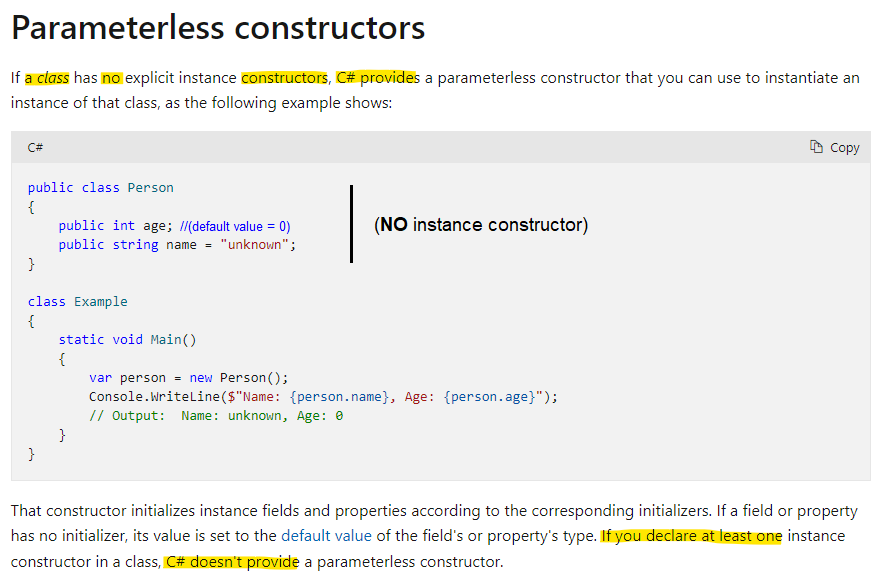 Parameterless constructors
If a class has no explicit instance constructors, C# provides a parameterless constructor that you can use to instantiate an
instance of that class, as the following example shows:
C#
Copy
public class Person
{
    public int age; //(default value = 0)
    public string name = "unknown";
}
(NO instance constructor)
class Example
{
    static void Main()
    {
        var person = new Person();
        Console.WriteLine($"Name: {person.name}, Age: {person.age}");
        // Output:  Name: unknown, Age: 0
    }
}
That constructor initializes instance fields and properties according to the corresponding initializers. If a field or property
has no initializer, its value is set to the default value of the field's or property's type. If you declare at least one instance
constructor in a class, C# doesn't provide a parameterless constructor.